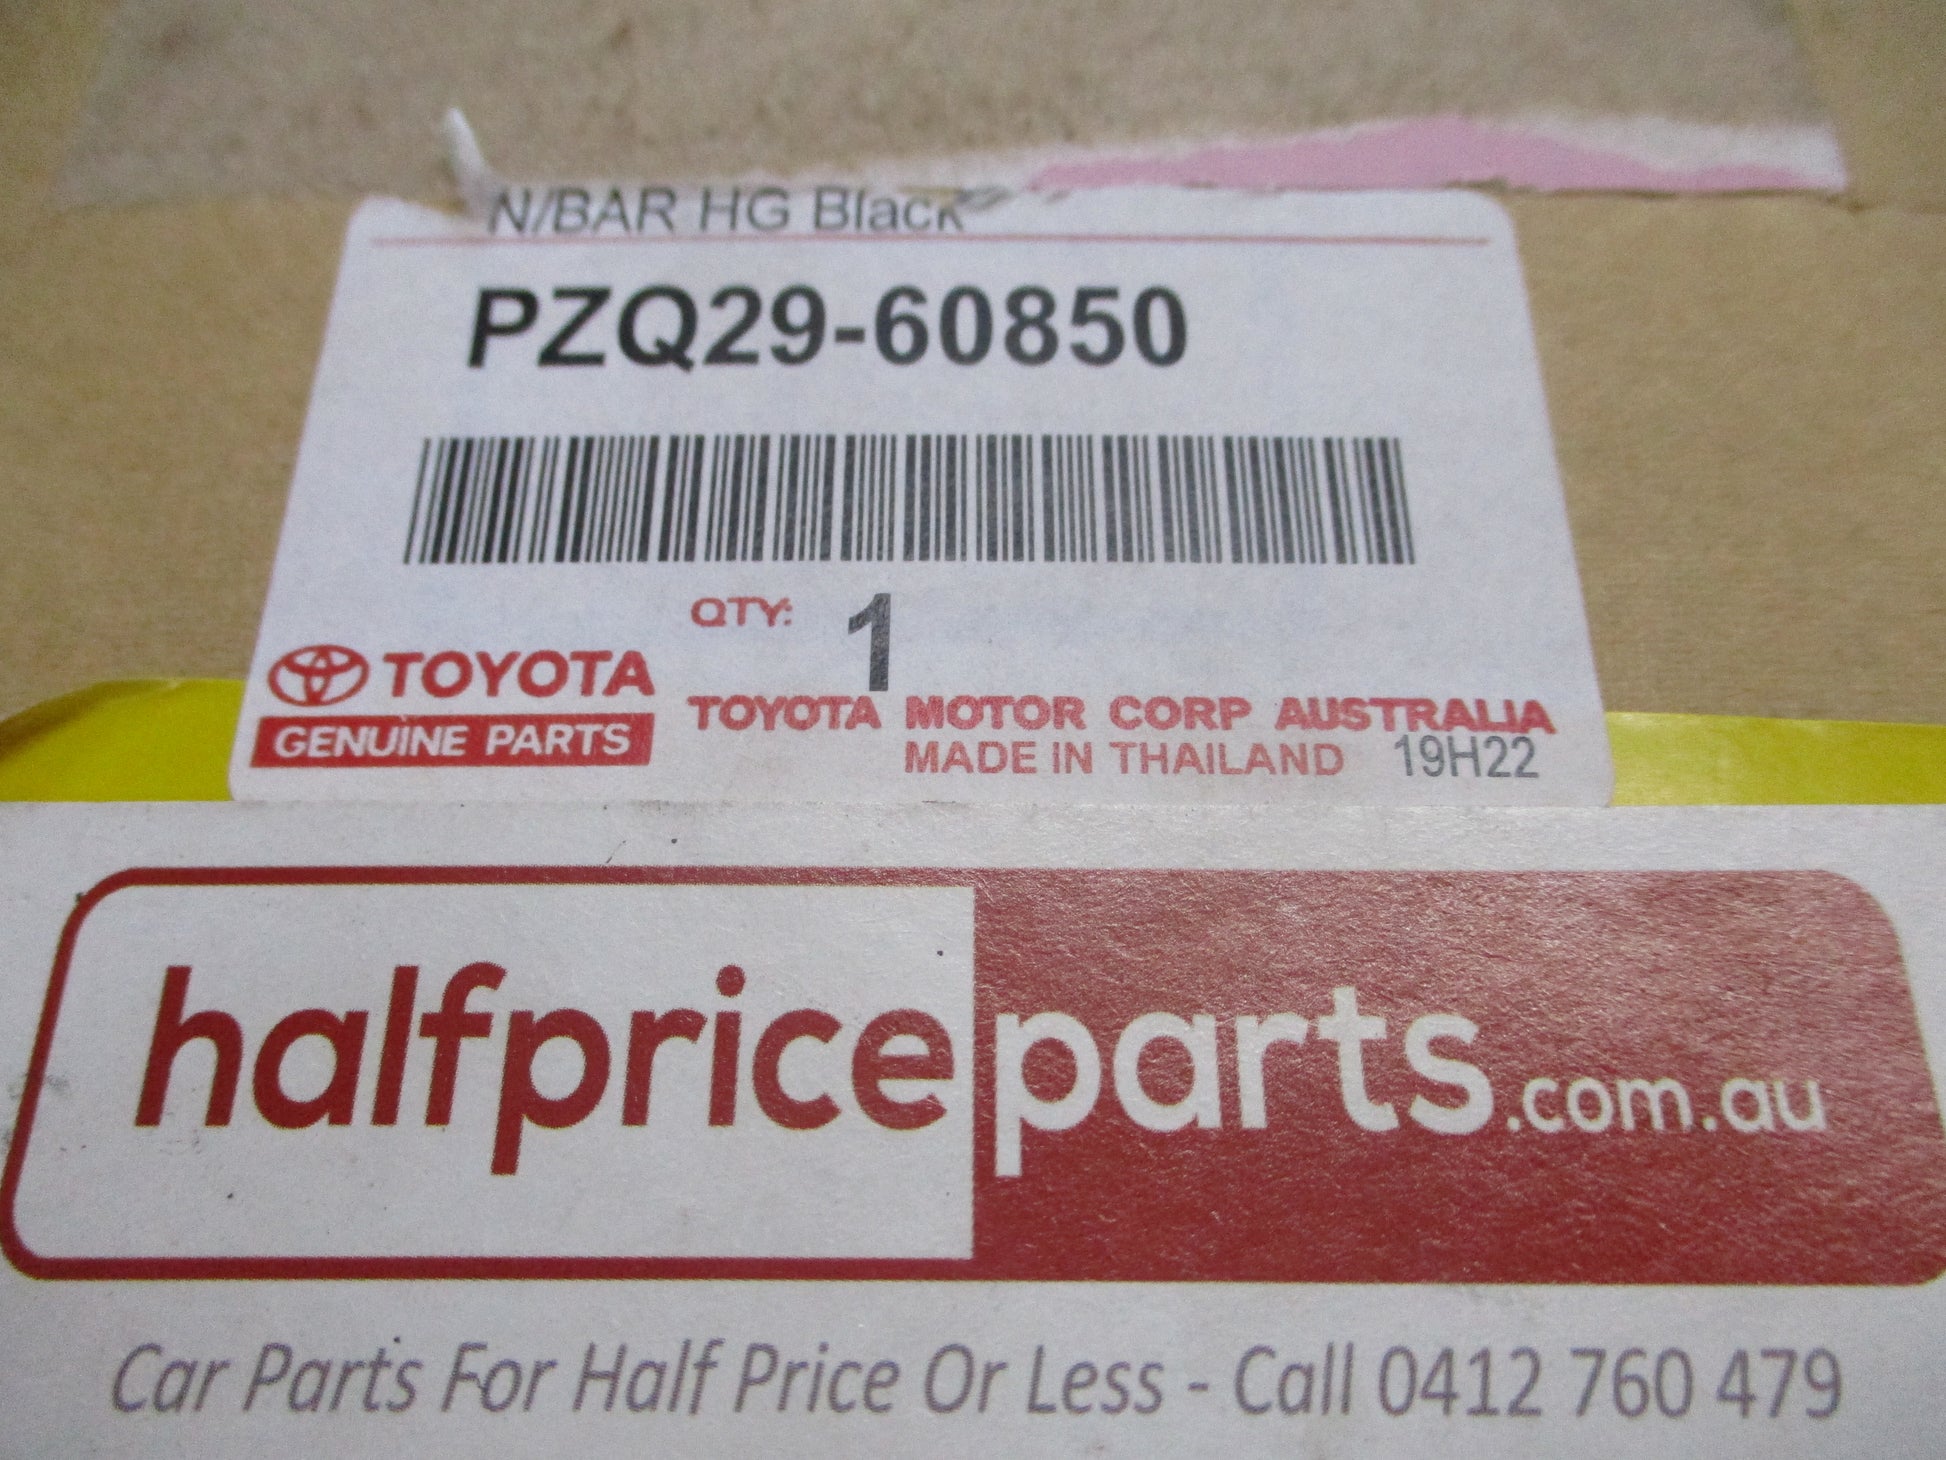 N/BAR HG Black
PZQ29-60850
QTY: 1
TOYOTA
GENUINE PARTS
TOYOTA MOTOR CORP AUSTRALIA
MADE IN THAILAND 19H22
halfpriceparts.com.au
Car Parts For Half Price Or Less - Call 0412 760 479